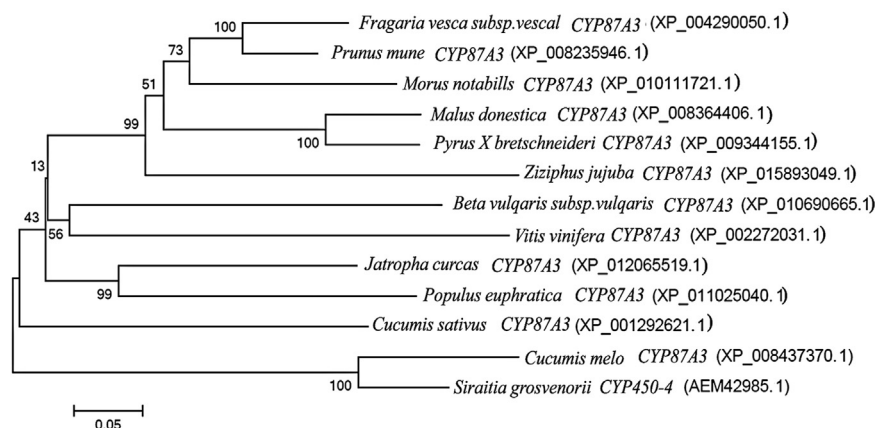 Fragaria vesca subsp.vescal CYP87A3 (XP_004290050.1)
100
Prunus mune CYP87A3 (XP_008235946.1)
73
Morus notabills CYP87A3 (XP_010111721.1)
51
Malus donestica CYP87A3 (XP_008364406.1)
99
100
Pyrus X bretschneideri CYP87A3 (XP_009344155.1)
Ziziphus jujuba CYP87A3 (XP_015893049.1)
13
Beta vulqaris subsp.vulqaris CYP87A3 (XP_010690665.1)
43
56
Vitis vinifera CYP87A3 (XP_002272031.1)
Jatropha curcas CYP87A3 (XP_012065519.1)
99
Populus euphratica CYP87A3 (XP_011025040.1)
Cucumis sativus CYP87A3 (XP_001292621.1)
Cucumis melo CYP87A3 (XP_008437370.1)
100
Siraitia grosvenorii CYP450-4 (AEM42985.1)
0.05